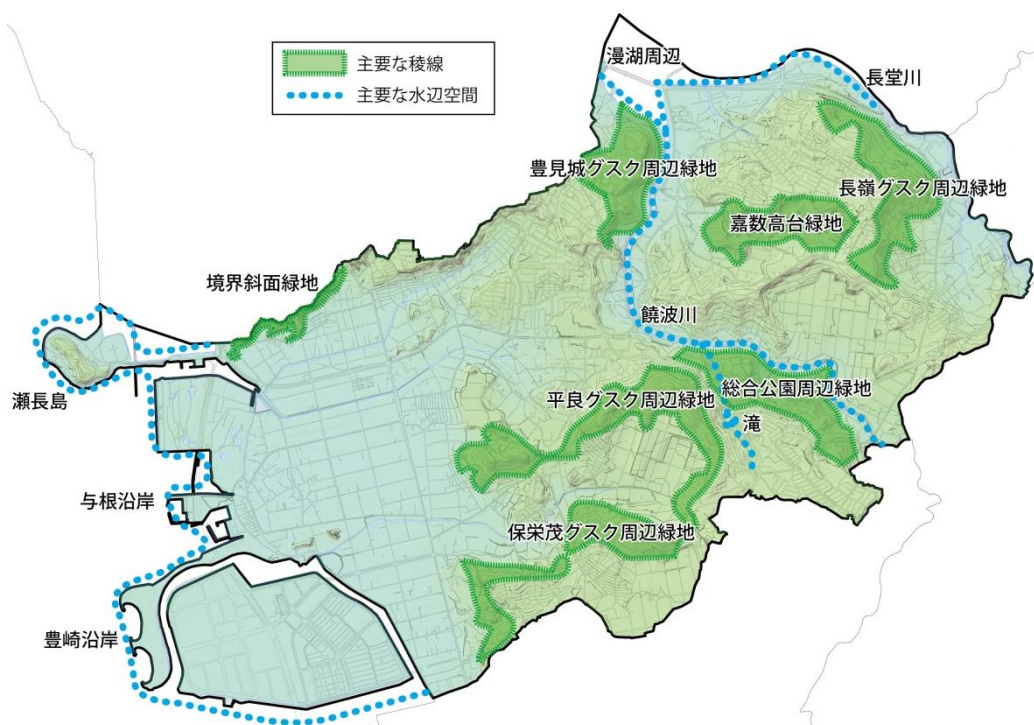 漫湖周辺
主要な稜線
長堂川
主要な水辺空間
豊見城グスク周辺緑地
長嶺グスク周辺緑地
嘉数高台緑地
境界斜面緑地
饒波川
瀬長島
平良グスク周辺緑地
総合公園周辺緑地
滝
与根沿岸
保栄茂グスク周辺緑地
豊崎沿岸